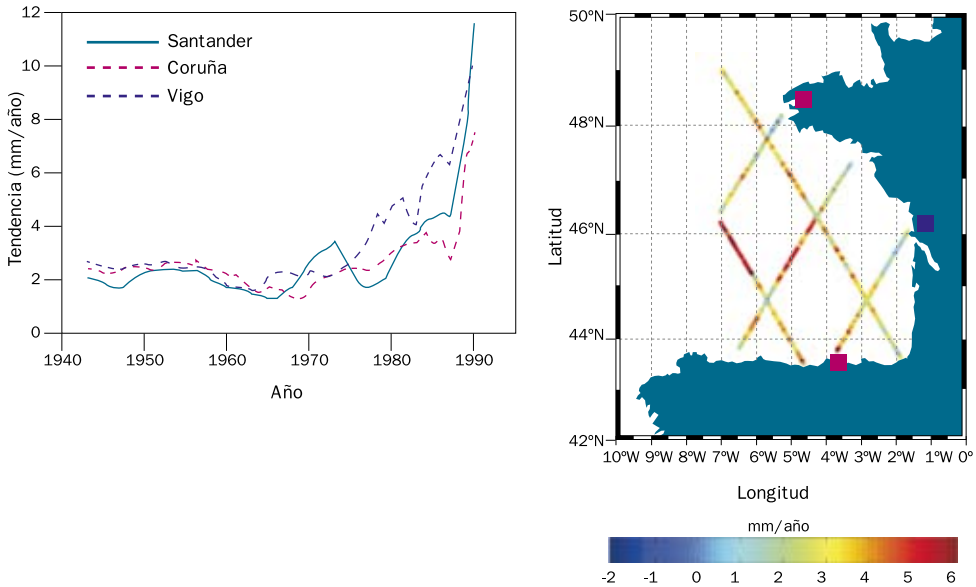 12
10
8
6
4
2
0
Tendencia (mm/año)
Santander
Coruña
Vigo
1940 1950 1960 1970 1980 1990
Año
50ºN
48ºN
46ºN
44ºN
42ºN
Latitud
10ºW 9ºW 8ºW 7ºW 6ºW 5ºW 4ºW 3ºW 2ºW 1ºW 0º
Longitud
mm/año
-2 -1 0 1 2 3 4 5 6